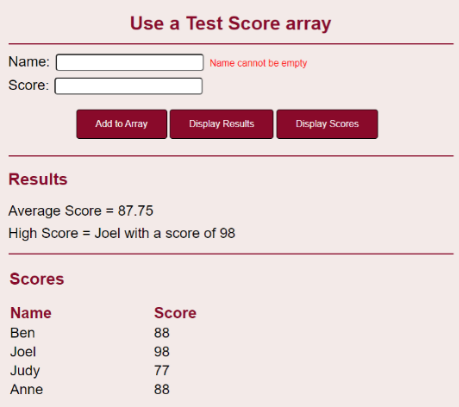 Use a Test Score array
Name: Name cannot be empty
Score:
Add to Array Display Results Display Scores
Results
Average Score = 87.75
High Score = Joel with a score of 98
Scores
Name Score
Ben 88
Joel 98
Judy 77
Anne 88